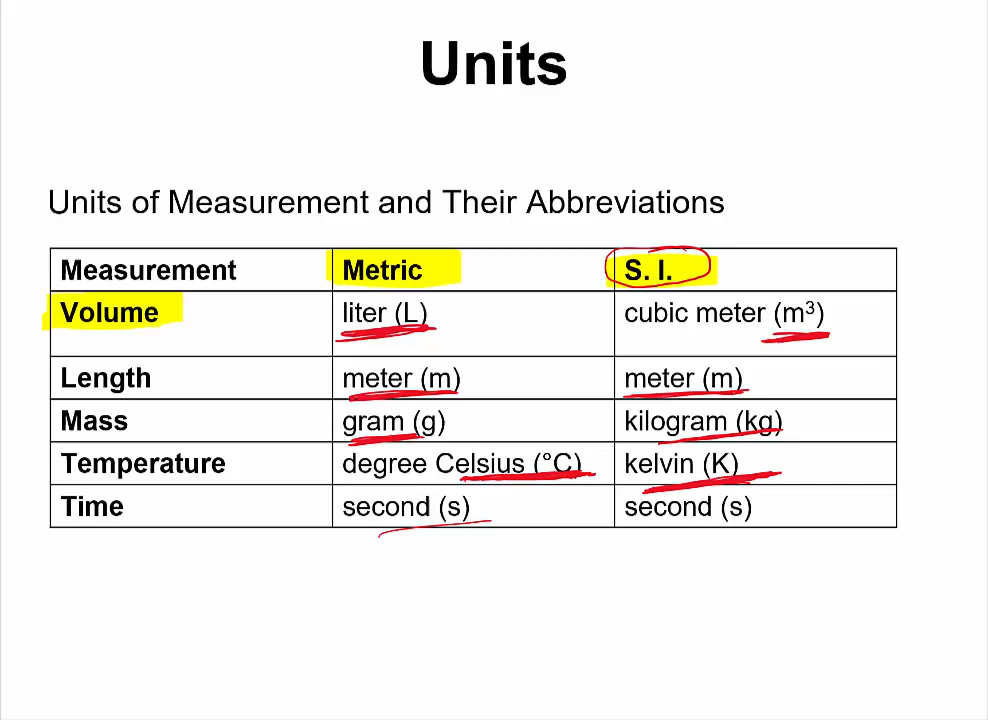 Units
Units of Measurement and Their Abbreviations
Measurement Metric S. I.
Volume liter (L) cubic meter (m³)
Length meter (m) meter (m)
Mass gram (g) kilogram (kg)
Temperature degree Celsius (°C) kelvin (K)
Time second (s) second (s)